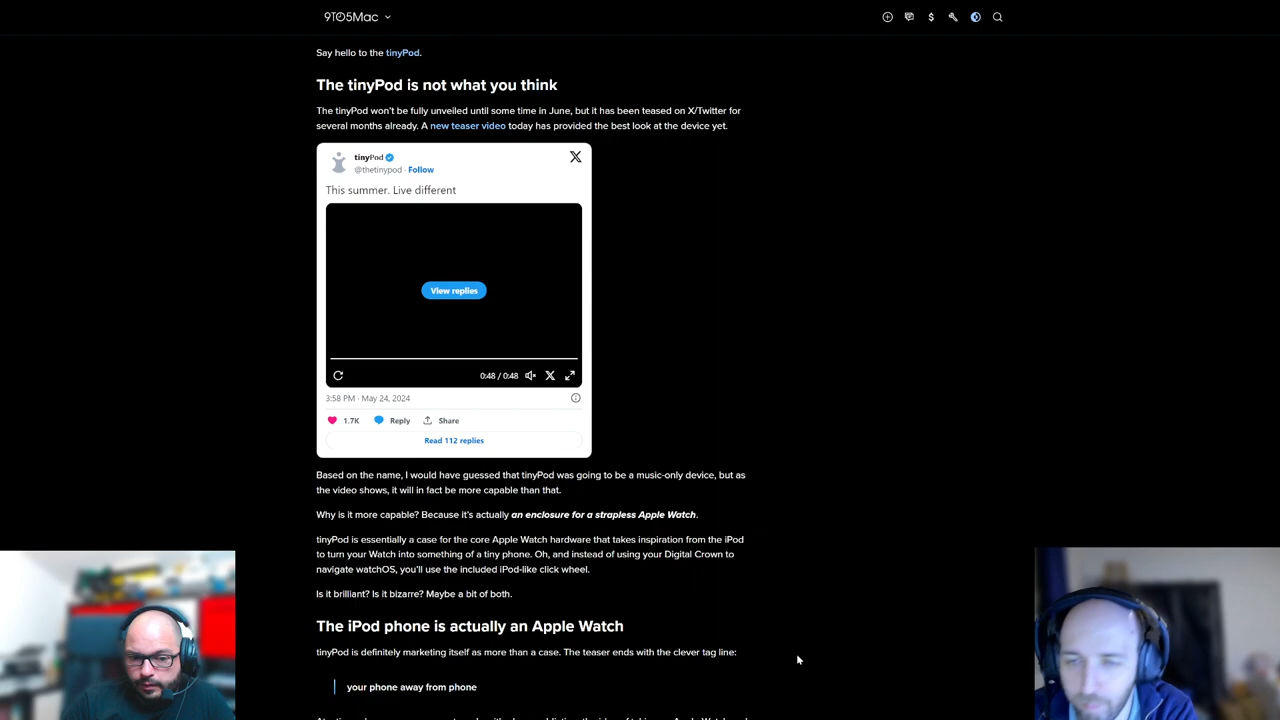 9TO5Mac
Say hello to the tinyPod.
The tinyPod is not what you think
The tinyPod won't be fully unveiled until some time in June, but it has been teased on X/Twitter for
several months already. A new teaser video today has provided the best look at the device yet.
tinyPod
@thetinypod · Follow
This summer. Live different
View replies
0:48 / 0:48
3:58 PM · May 24, 2024
1.7K Reply Share
Read 112 replies
Based on the name, I would have guessed that tinyPod was going to be a music-only device, but as
the video shows, it will in fact be more capable than that.
Why is it more capable? Because it's actually an enclosure for a strapless Apple Watch.
tinyPod is essentially a case for the core Apple Watch hardware that takes inspiration from the iPod
to turn your Watch into something of a tiny phone. Oh, and instead of using your Digital Crown to
navigate watchOS, you'll use the included iPod-like click wheel.
Is it brilliant? Is it bizarre? Maybe a bit of both.
The iPod phone is actually an Apple Watch
tinyPod is definitely marketing itself as more than a case. The teaser ends with the clever tag line:
your phone away from phone